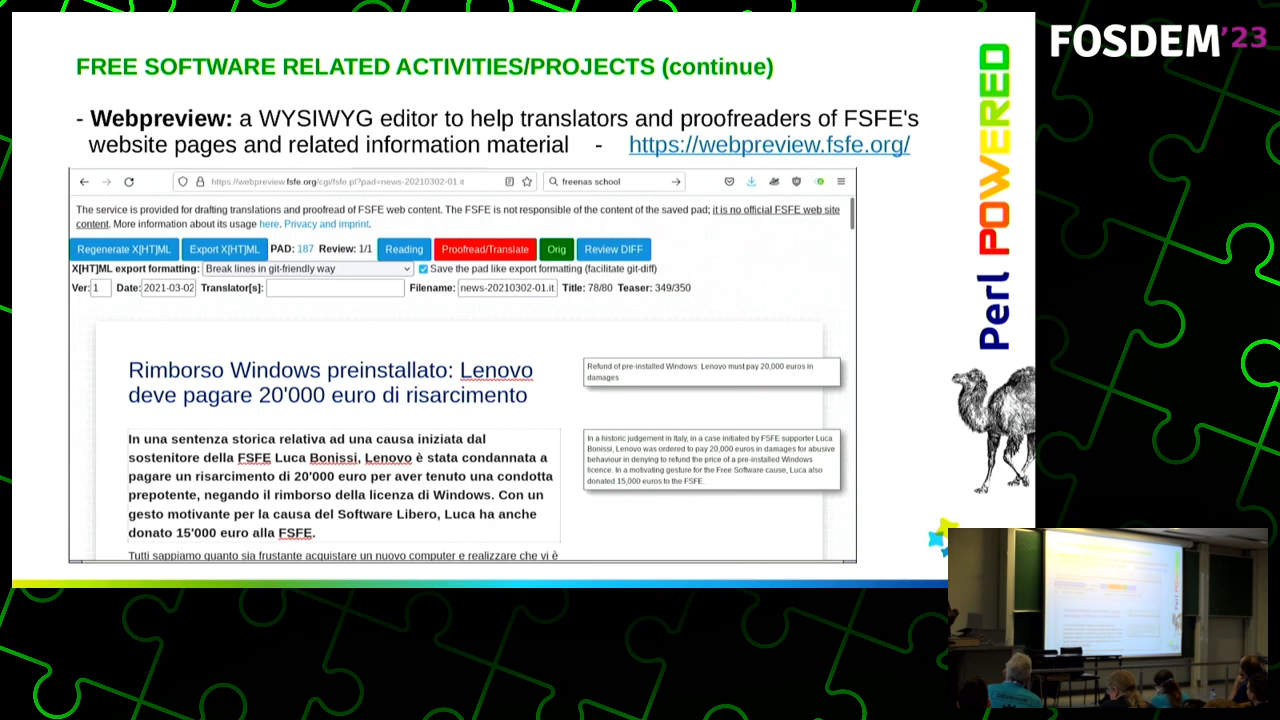 FREE SOFTWARE RELATED ACTIVITIES/PROJECTS (continue)
- Webpreview: a WYSIWYG editor to help translators and proofreaders of FSFE's
website pages and related information material - https://webpreview.fsfe.org/
https://webpreview.fsfe.org/cgi/fsfe.pl?pad=news-20210302-01.it
freenas school
The service is provided for drafting translations and proofread of FSFE web content. The FSFE is not responsible of the content of the saved pad; it is no official FSFE web site
content. More information about its usage here. Privacy and imprint.
Regenerate X[HT]ML Export X[HT]ML PAD: 187 Review: 1/1 Reading Proofread/Translate Orig Review DIFF
X[HT]ML export formatting: Break lines in git-friendly way Save the pad like export formatting (facilitate git-diff)
Ver: 1 Date: 2021-03-02 Translator[s]: Filename: news-20210302-01.it. Title: 78/80 Teaser: 349/350
Rimborso Windows preinstallato: Lenovo
deve pagare 20'000 euro di risarcimento
Refund of pre-installed Windows: Lenovo must pay 20,000 euros in
damages
In una sentenza storica relativa ad una causa iniziata dal
sostenitore della FSFE Luca Bonissi, Lenovo è stata condannata a
pagare un risarcimento di 20'000 euro per aver tenuto una condotta
prepotente, negando il rimborso della licenza di Windows. Con un
gesto motivante per la causa del Software Libero, Luca ha anche
donato 15'000 euro alla FSFE.
In a historic judgement in Italy, in a case initiated by FSFE supporter Luca
Bonissi, Lenovo was ordered to pay 20,000 euros in damages for abusive
behaviour in denying to refund the price of a pre-installed Windows
licence. In a motivating gesture for the Free Software cause, Luca also
donated 15,000 euros to the FSFE.
Tutti sappiamo quanto sia frustante acquistare un nuovo computer e realizzare che vi è
Perl POWERED
FOSDEM'23